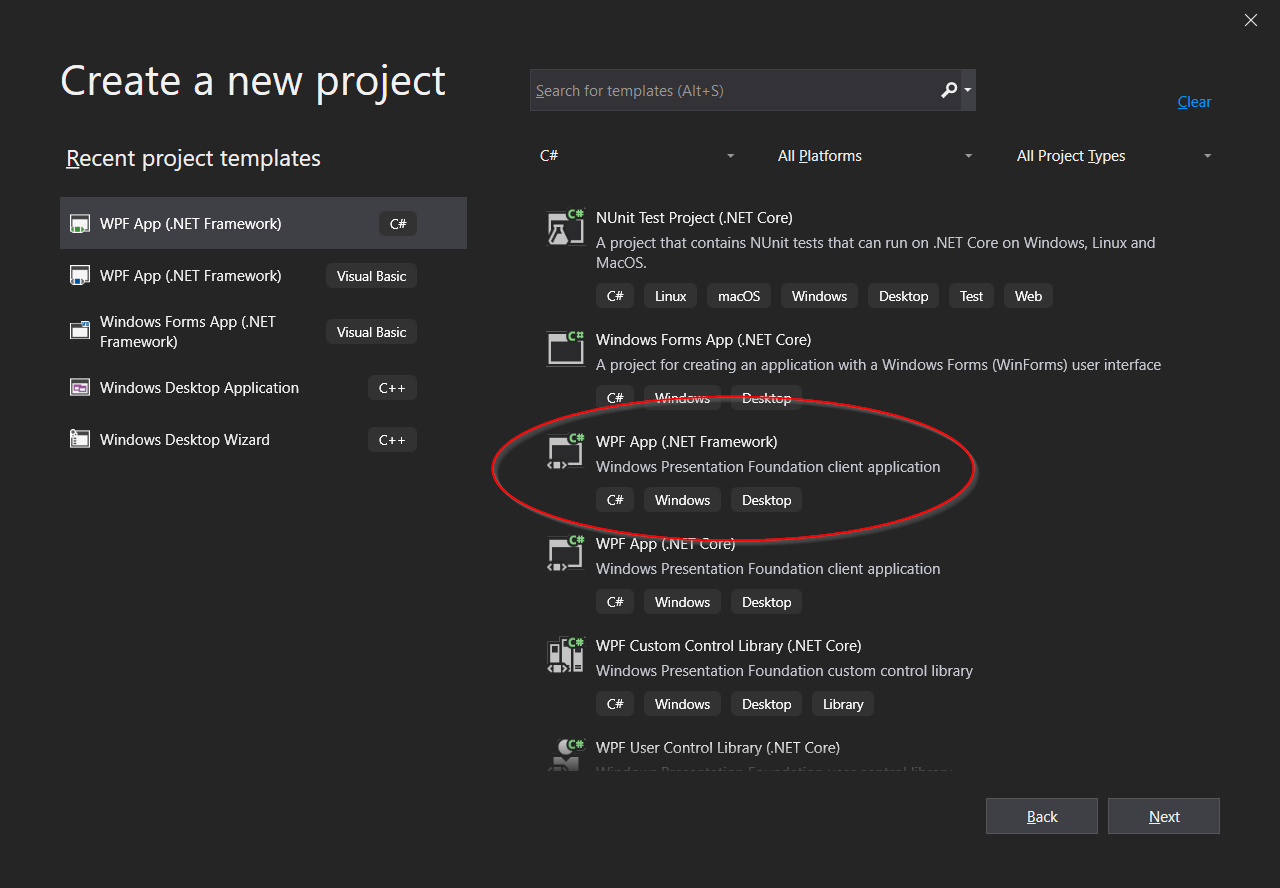 Create a new project
Search for templates (Alt+S)
Clear
Recent project templates
C#
All Platforms
All Project Types
WPF App (.NET Framework)
C#
WPF App (.NET Framework)
Visual Basic
Windows Forms App (.NET
Framework)
Visual Basic
Windows Desktop Application
C++
Windows Desktop Wizard
C++
C#
NUnit Test Project (.NET Core)
A project that contains NUnit tests that can run on .NET Core on Windows, Linux and
MacOS.
C# Linux macOS Windows Desktop Test Web
C#
Windows Forms App (.NET Core)
A project for creating an application with a Windows Forms (WinForms) user interface
C# Windows Desktop
C#
WPF App (.NET Framework)
Windows Presentation Foundation client application
C# Windows Desktop
C#
WPF App (.NET Core)
Windows Presentation Foundation client application
C# Windows Desktop
C#
WPF Custom Control Library (.NET Core)
Windows Presentation Foundation custom control library
C# Windows Desktop Library
C#
WPF User Control Library (.NET Core)
Windows Presentation Foundation user control library
Back
Next